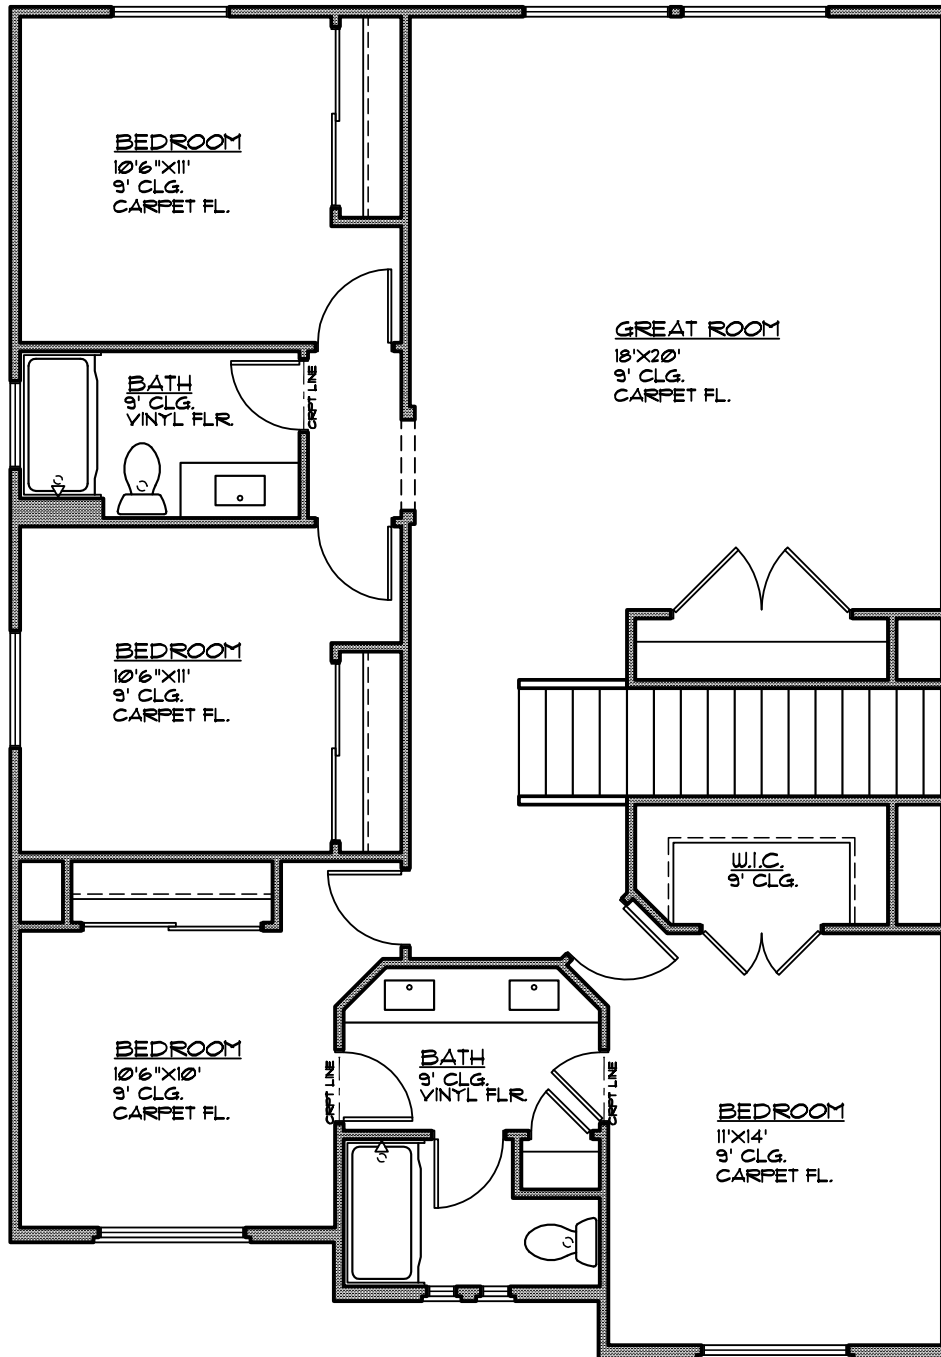 BEDROOM
10'6"X11'
9' CLG.
CARPET FL.
GREAT ROOM
18'X20'
9' CLG.
CARPET FL.
BATH
9' CLG.
VINYL FLR.
CRPT LINE
BEDROOM
10'6"X11'
9' CLG.
CARPET FL.
W.I.C.
9' CLG.
BEDROOM
10'6"X10'
9' CLG.
CARPET FL.
CRPT LINE
BATH
9' CLG.
VINYL FLR.
CRPT LINE
BEDROOM
11'X14'
9' CLG.
CARPET FL.